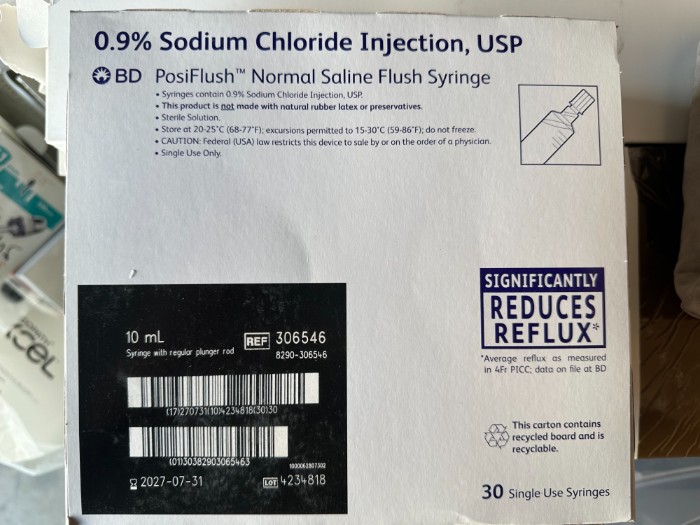 0.9% Sodium Chloride Injection, USP
BD PosiFlush™ Normal Saline Flush Syringe
• Syringes contain 0.9% Sodium Chloride Injection, USP.
• This product is not made with natural rubber latex or preservatives.
• Sterile Solution.
• Store at 20-25°C (68-77°F); excursions permitted to 15-30°C (59-86°F); do not freeze.
• CAUTION: Federal (USA) law restricts this device to sale by or on the order of a physician.
• Single Use Only.
SIGNIFICANTLY
REDUCES
REFLUX*
*Average reflux as measured
in 4Fr PICC; data on file at BD
10 mL
REF 306546
Syringe with regular plunger rod
8290-306546
(17)270731(10)4234818(30)30
(01)30382903065463
2027-07-31
LOT 4234818
This carton contains
recycled board and is
recyclable.
30 Single Use Syringes